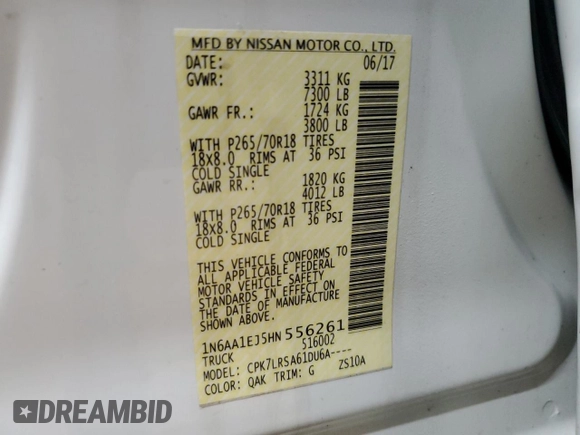 MFD BY NISSAN MOTOR CO., LTD.
DATE: 06/17
GVWR: 3311 KG
7300 LB
GAWR FR.: 1724 KG
3800 LB
WITH P265/70R18 TIRES
18x8.0 RIMS AT 36 PSI
COLD SINGLE
GAWR RR.: 1820 KG
4012 LB
WITH P265/70R18 TIRES
18x8.0 RIMS AT 36 PSI
COLD SINGLE
THIS VEHICLE CONFORMS TO
ALL APPLICABLE FEDERAL
MOTOR VEHICLE SAFETY
STANDARDS IN EFFECT ON
THE DATE OF MANUFACTURE
SHOWN ABOVE.
1N6AA1EJ5HN 556261
TRUCK 516002
MODEL: CPK7LRSA61DU6A----
COLOR: QAK TRIM: G ZS10A
DREAMBID